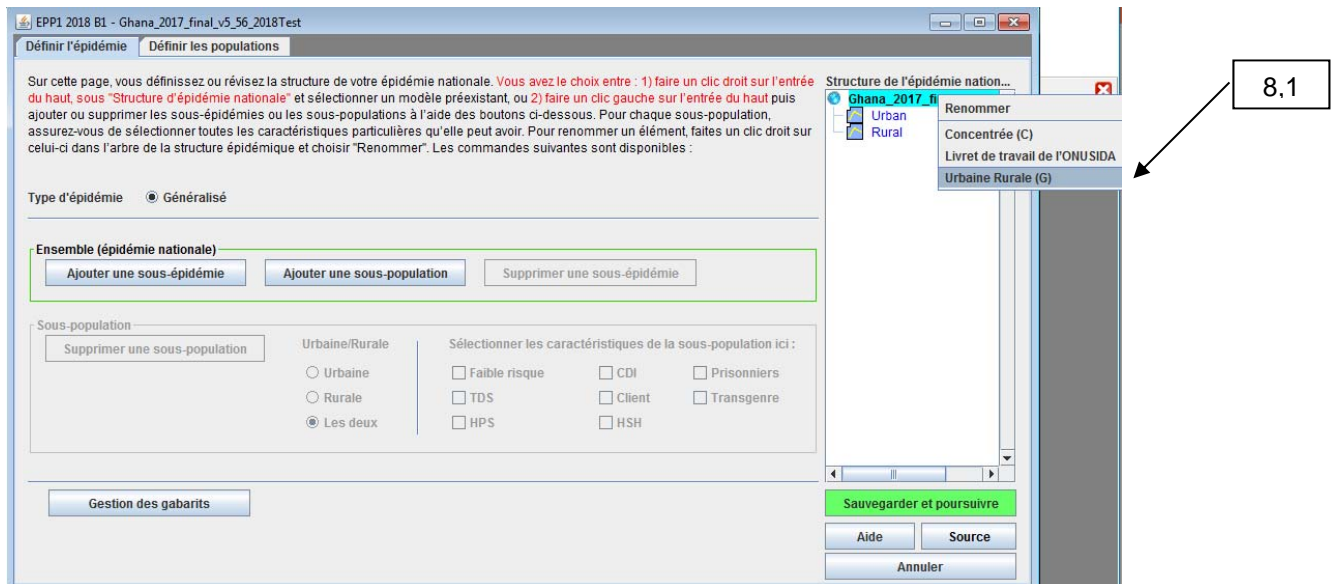 EPP1 2018 B1 - Ghana_2017_final_v5_56_2018Test
Définir l'épidémie
Définir les populations
Sur cette page, vous définissez ou révisez la structure de votre épidémie nationale. Vous avez le choix entre : 1) faire un clic droit sur l'entrée
du haut, sous "Structure d'épidémie nationale" et sélectionner un modèle préexistant, ou 2) faire un clic gauche sur l'entrée du haut puis
ajouter ou supprimer les sous-épidémies ou les sous-populations à l'aide des boutons ci-dessous. Pour chaque sous-population,
assurez-vous de sélectionner toutes les caractéristiques particulières qu'elle peut avoir. Pour renommer un élément, faites un clic droit sur
celui-ci dans l'arbre de la structure épidémique et choisir "Renommer". Les commandes suivantes sont disponibles :
Type d'épidémie
Généralisé
Ensemble (épidémie nationale)
Ajouter une sous-épidémie
Ajouter une sous-population
Supprimer une sous-épidémie
Sous-population
Supprimer une sous-population
Urbaine/Rurale
Urbaine
Rurale
Les deux
Sélectionner les caractéristiques de la sous-population ici :
Faible risque
CDI
Prisonniers
TDS
Client
Transgenre
HPS
HSH
Gestion des gabarits
Structure de l'épidémie nation...
Ghana_2017_fi
Urban
Rural
Renommer
Concentrée (C)
Livret de travail de l'ONUSIDA
Urbaine Rurale (G)
Sauvegarder et poursuivre
Aide
Source
Annuler
8,1